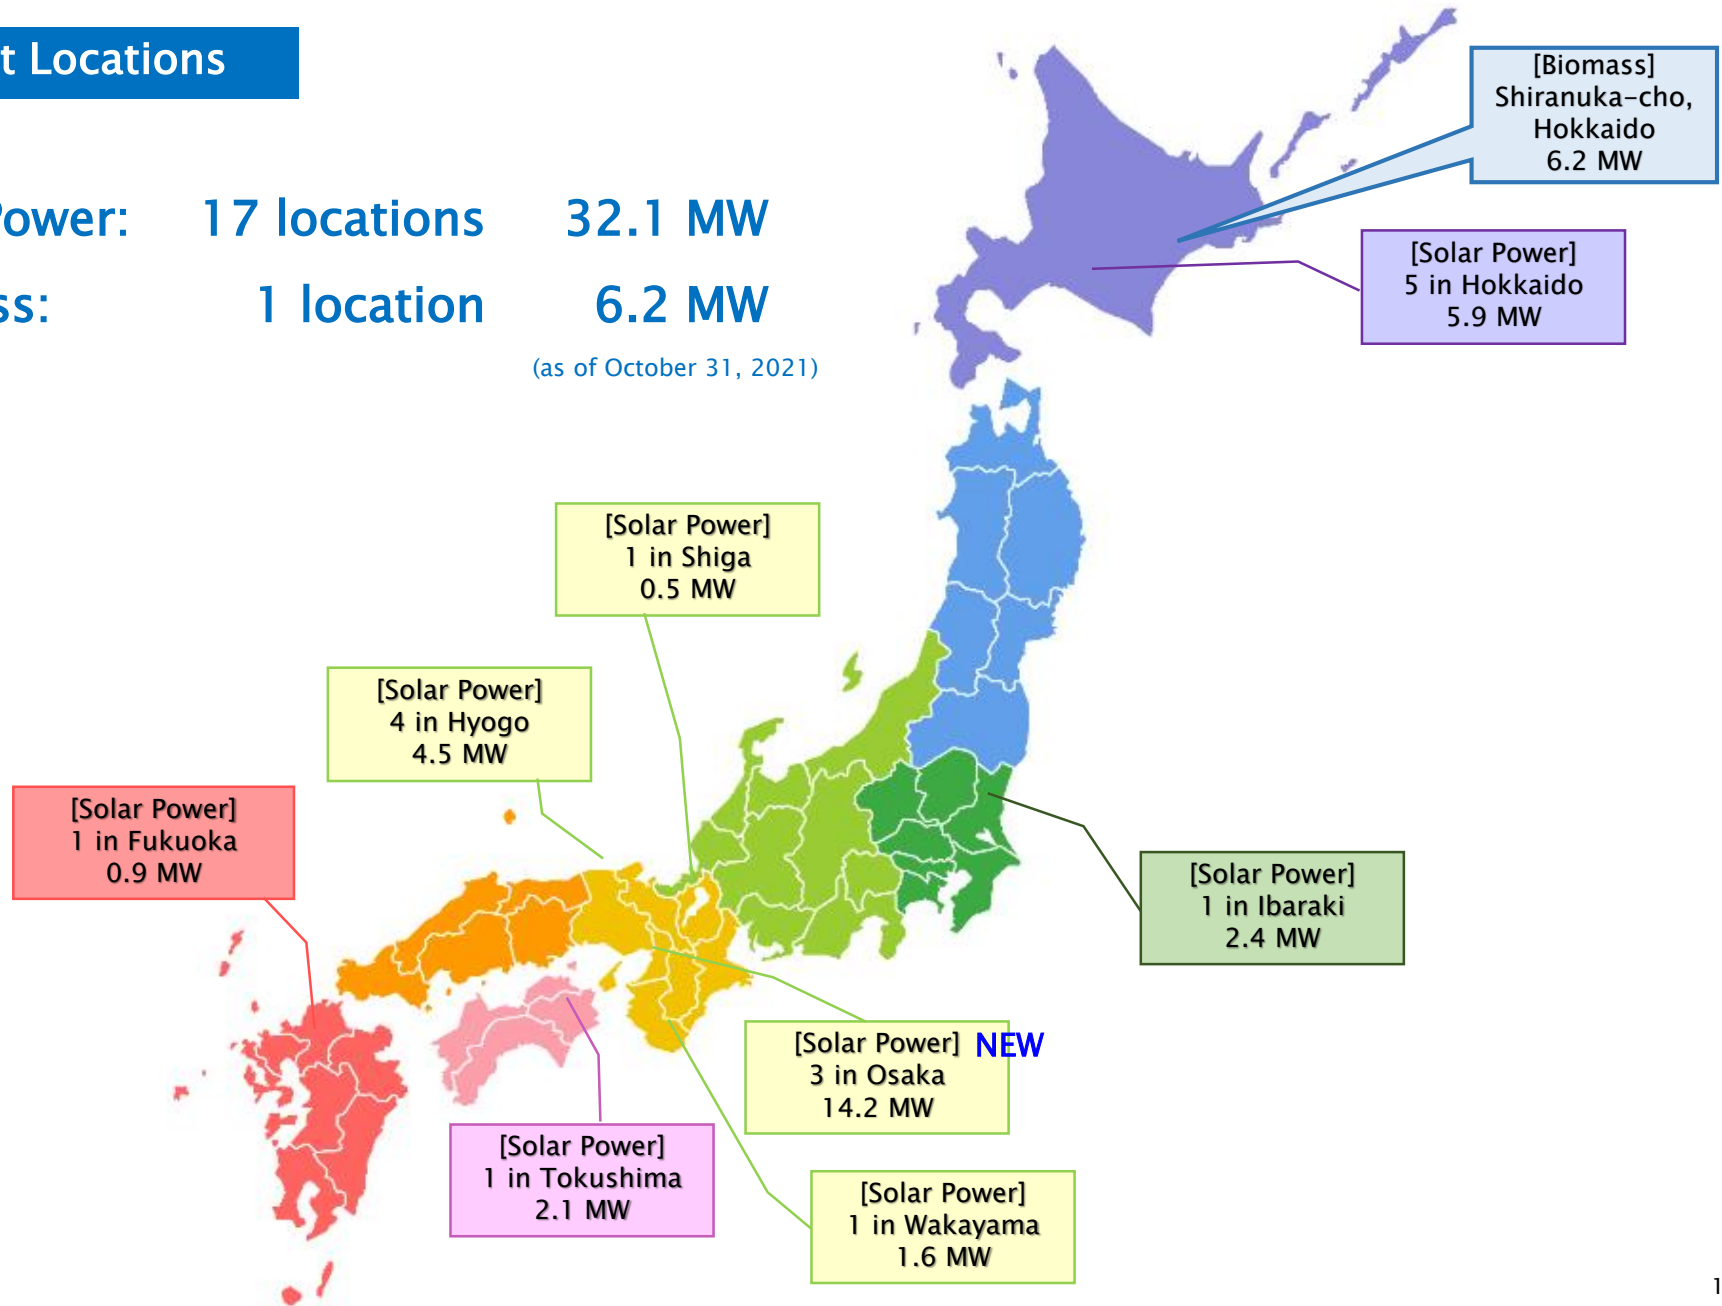 t Locations
Power: 17 locations 32.1 MW
ss: 1 location 6.2 MW
(as of October 31, 2021)
[Biomass]
Shiranuka-cho,
Hokkaido
6.2 MW
[Solar Power]
5 in Hokkaido
5.9 MW
[Solar Power]
1 in Shiga
0.5 MW
[Solar Power]
4 in Hyogo
4.5 MW
[Solar Power]
1 in Fukuoka
0.9 MW
[Solar Power]
1 in Ibaraki
2.4 MW
[Solar Power] NEW
3 in Osaka
14.2 MW
[Solar Power]
1 in Tokushima
2.1 MW
[Solar Power]
1 in Wakayama
1.6 MW
1